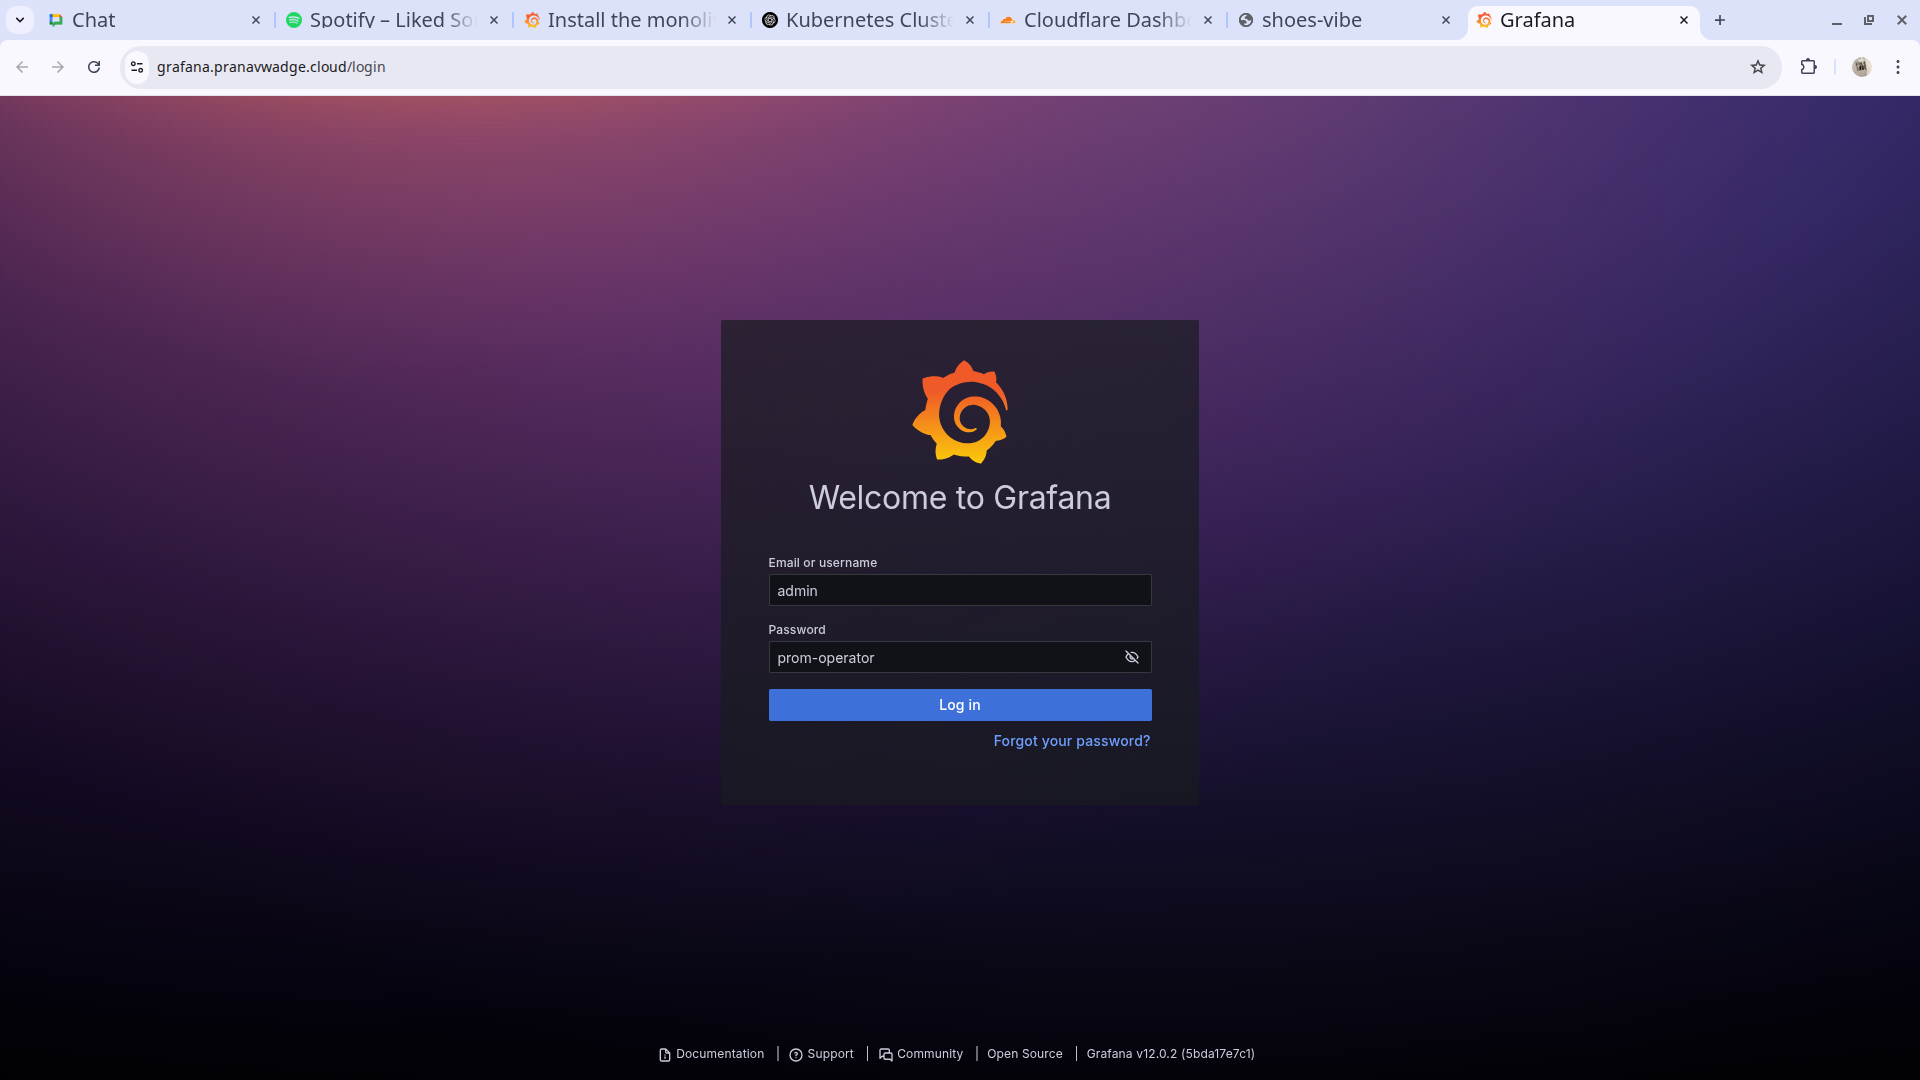 Chat
Spotify – Liked So
Install the monoli
Kubernetes Cluste
Cloudflare Dashb
shoes-vibe
Grafana
grafana.pranavwadge.cloud/login
Welcome to Grafana
Email or username
admin
Password
prom-operator
Log in
Forgot your password?
Documentation | Support | Community | Open Source | Grafana v12.0.2 (5bda17e7c1)